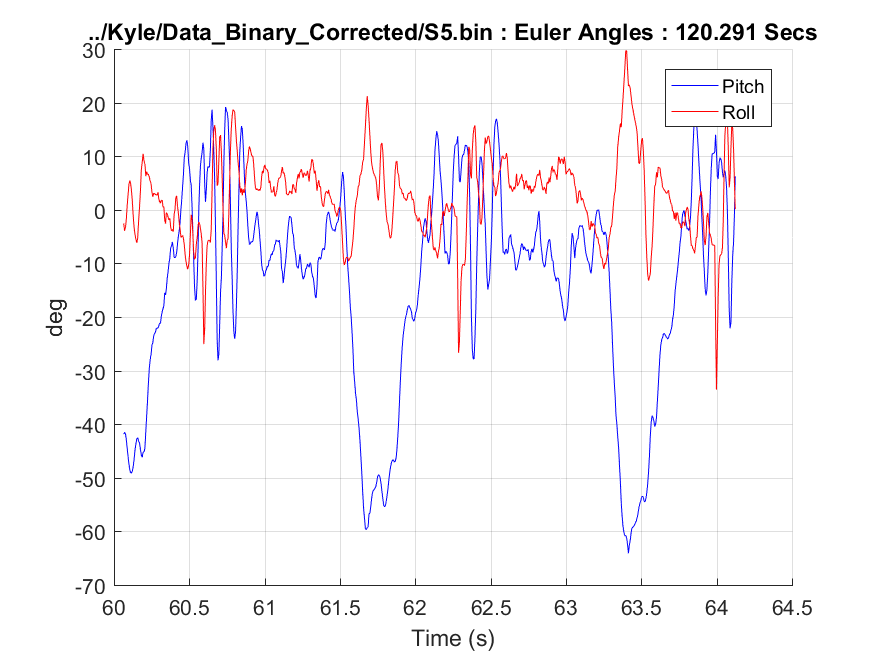 ../Kyle/Data_Binary_Corrected/S5.bin : Euler Angles : 120.291 Secs
30
20
10
0
-10
-20
-30
-40
-50
-60
-70
deg
Pitch
Roll
60 60.5 61 61.5 62 62.5 63 63.5 64 64.5
Time (s)